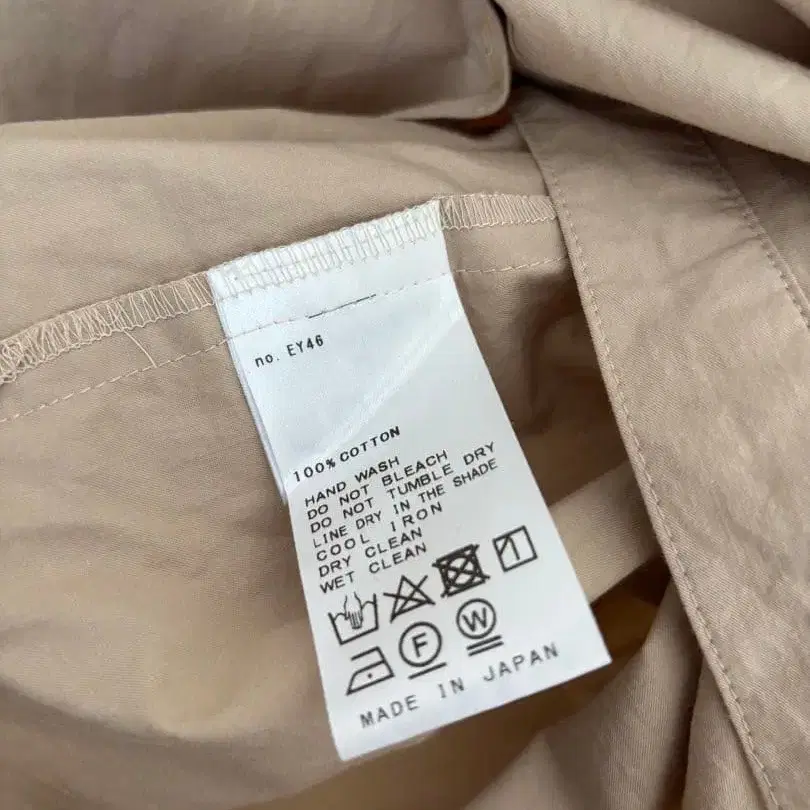 no. EY46
100% COTTON
HAND WASH
DO NOT BLEACH
DO NOT TUMBLE DRY
LINE DRY IN THE SHADE
COOL IRON
DRY CLEAN
WET CLEAN
F W
MADE IN JAPAN